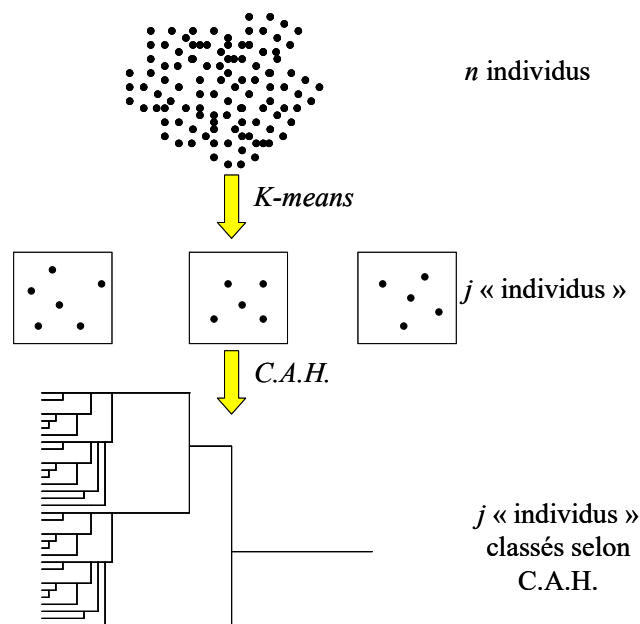 n individus
K-means
j « individus »
C.A.H.
j « individus »
classés selon
C.A.H.